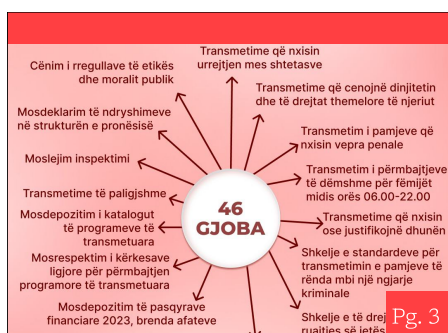 Transmetime që nxisin
urrejtjen mes shtetasve
Cënim i rregullave të etikës
dhe moralit publik
Transmetime që cenojnë dinjitetin
dhe të drejtat themelore të njeriut
Mosdeklarim të ndryshimeve
në strukturën e pronësisë
Transmetim i pamjeve që
nxisin vepra penale
Moslejim inspektimi
Transmetim i përmbajtjeve
të dëmshme për fëmijët
midis orës 06.00-22.00
Transmetime të paligjshme
46
GJOBA
Mosdepozitim i katalogut
të programeve të
transmetuara
Transmetime që nxisin
ose justifikojnë dhunën
Mosrespektim i kërkesave
ligjore për përmbajtjen
programore të transmetuara
Shkelje e standardeve për
transmetimin e pamjeve të
rënda mbi një ngjarje
kriminale
Mosdepozitim të pasqyrave
financiare 2023, brenda afateve
Shkelje e të drej
ruajtjes së jetës
Pg. 3